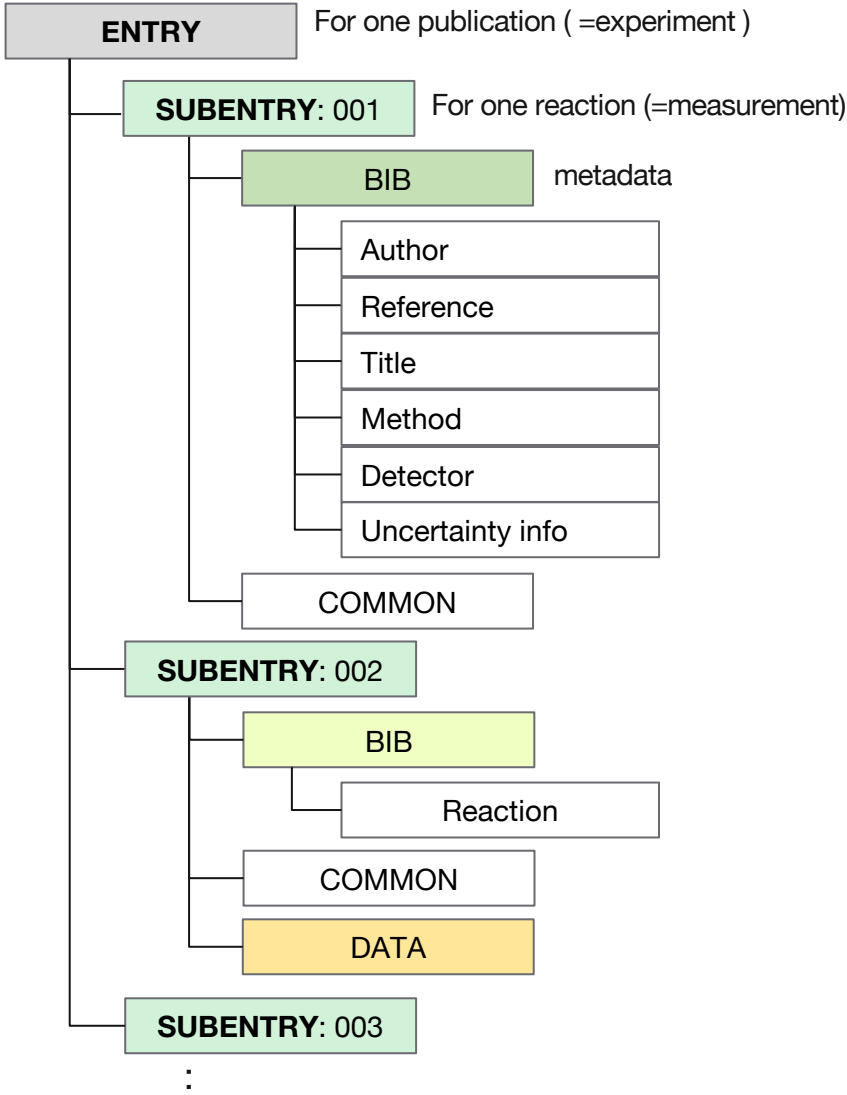 ENTRY For one publication ( =experiment )
SUBENTRY: 001 For one reaction (=measurement)
BIB metadata
Author
Reference
Title
Method
Detector
Uncertainty info
COMMON
SUBENTRY: 002
BIB
Reaction
COMMON
DATA
SUBENTRY: 003
: